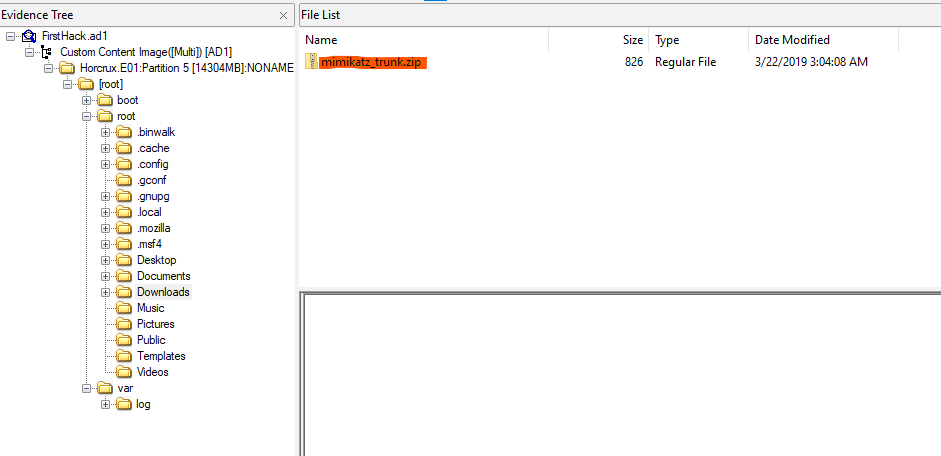 Evidence Tree
FirstHack.ad1
Custom Content Image([Multi]) [AD1]
Horcrux.E01:Partition 5 [14304MB]:NONAME
[root]
boot
root
.binwalk
.cache
.config
.gconf
.gnupg
.local
.mozilla
.msf4
Desktop
Documents
Downloads
Music
Pictures
Public
Templates
Videos
var
log
File List
Name Size Type Date Modified
mimikatz_trunk.zip 826 Regular File 3/22/2019 3:04:08 AM